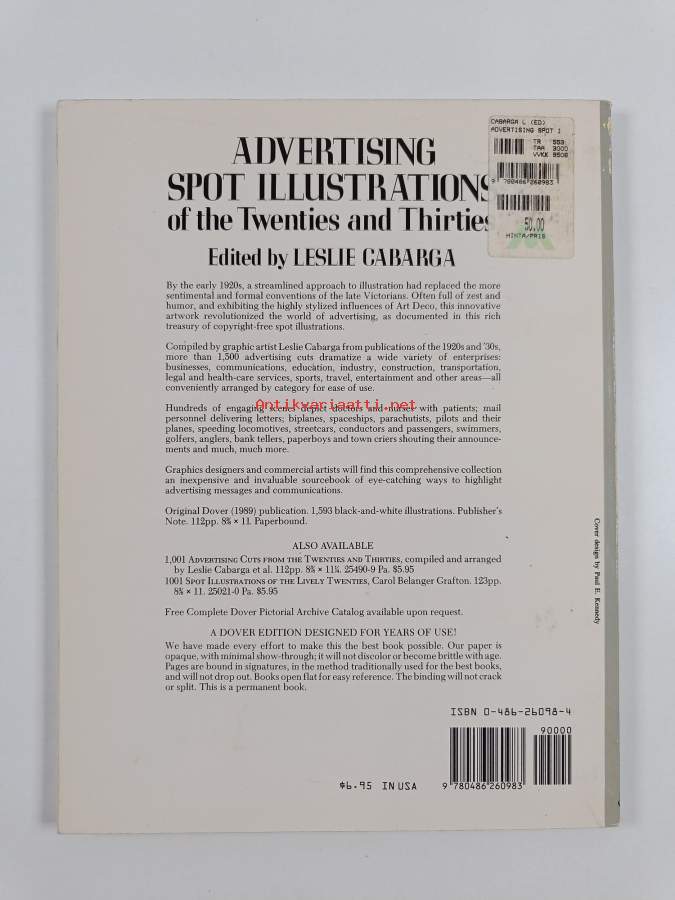 ADVERTISING
SPOT ILLUSTRATIONS
of the Twenties and Thirties
Edited by LESLIE CABARGA
CABARGA L (ED)
ADVERTISING SPOT I
TR 553
TAA 3000
VVKK 9508
9 780486 260983
50.00
HINTA/PRIS
By the early 1920s, a streamlined approach to illustration had replaced the more
sentimental and formal conventions of the late Victorians. Often full of zest and
humor, and exhibiting the highly stylized influences of Art Deco, this innovative
artwork revolutionized the world of advertising, as documented in this rich
treasury of copyright-free spot illustrations.
Compiled by graphic artist Leslie Cabarga from publications of the 1920s and '30s,
more than 1,500 advertising cuts dramatize a wide variety of enterprises:
businesses, communications, education, industry, construction, transportation,
legal and health-care services, sports, travel, entertainment and other areas—all
conveniently arranged by category for ease of use.
Antikvariaatti.net
Hundreds of engaging scenes depict doctors and nurses with patients; mail
personnel delivering letters; biplanes, spaceships, parachutists, pilots and their
planes, speeding locomotives, streetcars, conductors and passengers, swimmers,
golfers, anglers, bank tellers, paperboys and town criers shouting their announce-
ments and much, much more.
Graphics designers and commercial artists will find this comprehensive collection
an inexpensive and invaluable sourcebook of eye-catching ways to highlight
advertising messages and communications.
Original Dover (1989) publication. 1,593 black-and-white illustrations. Publisher's
Note. 112pp. 8⅜ × 11. Paperbound.
ALSO AVAILABLE
1,001 ADVERTISING CUTS FROM THE TWENTIES AND THIRTIES, compiled and arranged
by Leslie Cabarga et al. 112pp. 8⅜ × 11¼. 25490-9 Pa. $5.95
1001 SPOT ILLUSTRATIONS OF THE LIVELY TWENTIES, Carol Belanger Grafton. 123pp.
8⅜ × 11. 25021-0 Pa. $5.95
Free Complete Dover Pictorial Archive Catalog available upon request.
A DOVER EDITION DESIGNED FOR YEARS OF USE!
We have made every effort to make this the best book possible. Our paper is
opaque, with minimal show-through; it will not discolor or become brittle with age.
Pages are bound in signatures, in the method traditionally used for the best books,
and will not drop out. Books open flat for easy reference. The binding will not crack
or split. This is a permanent book.
Cover design by Paul E. Kennedy
ISBN 0-486-26098-4
90000
$6.95 IN USA
9 780486 260983